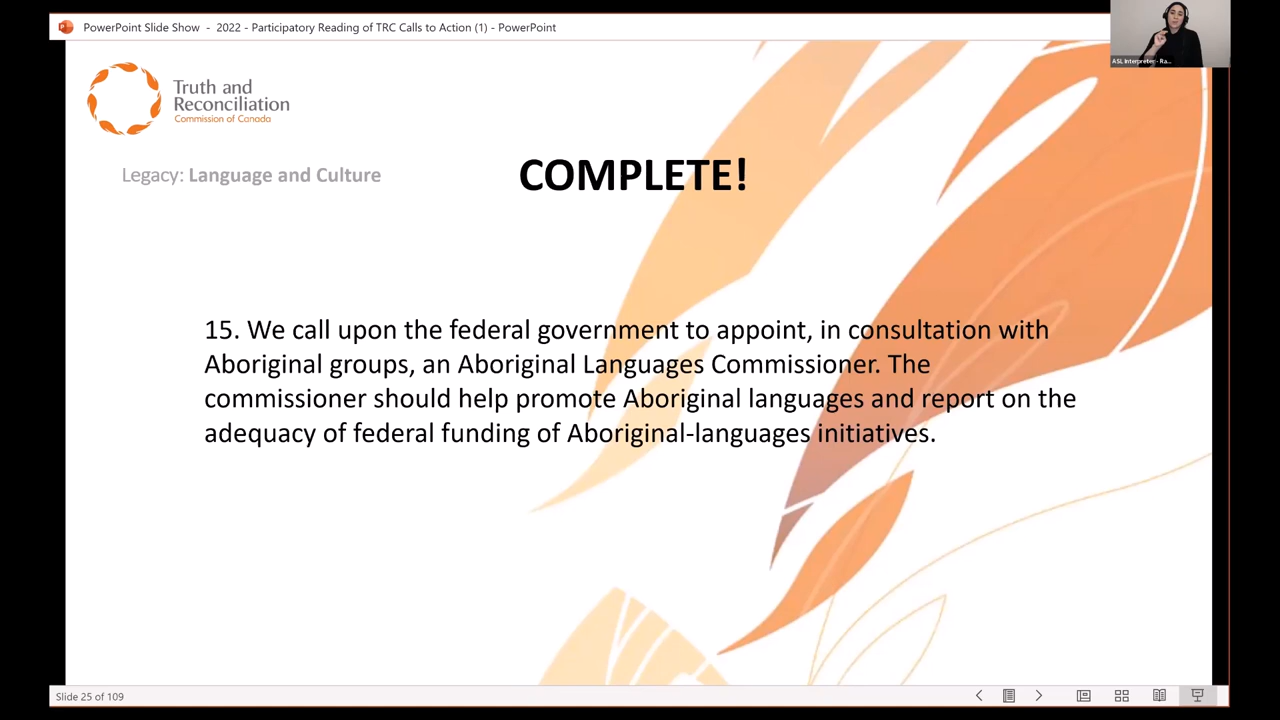 PowerPoint Slide Show - 2022 - Participatory Reading of TRC Calls to Action (1) - PowerPoint
ASL Interpreter - Ra...
Truth and
Reconciliation
Commission of Canada
Legacy: Language and Culture
COMPLETE!
15. We call upon the federal government to appoint, in consultation with
Aboriginal groups, an Aboriginal Languages Commissioner. The
commissioner should help promote Aboriginal languages and report on the
adequacy of federal funding of Aboriginal-languages initiatives.
Slide 25 of 109